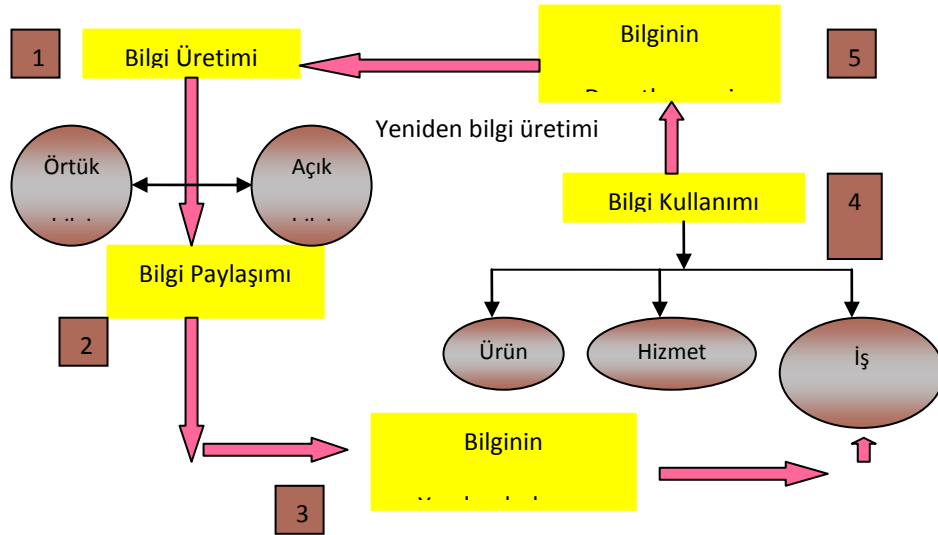 1
Bilgi Üretimi
Bilginin
5
Yeniden bilgi üretimi
Örtük
Açık
Bilgi Kullanımı
4
Bilgi Paylaşımı
2
Ürün
Hizmet
İş
Bilginin
3